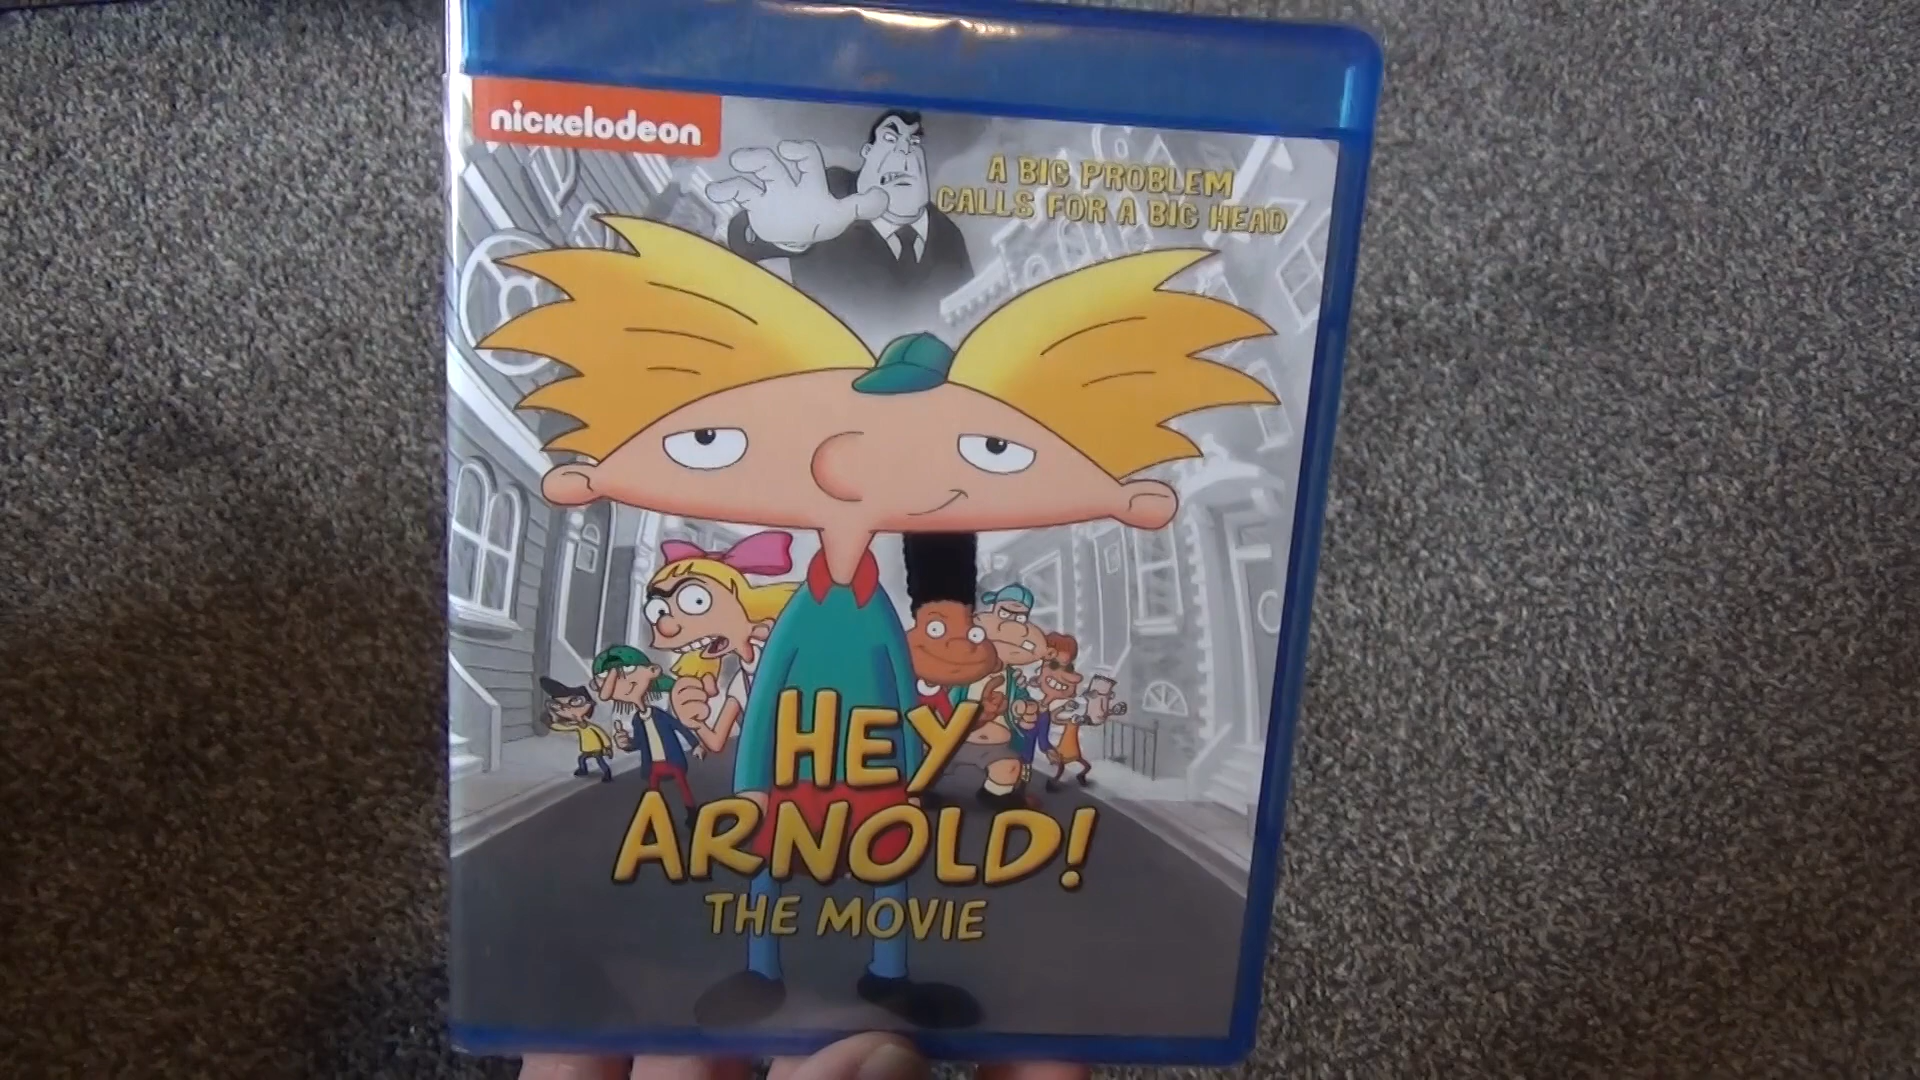 nickelodeon
A BIG PROBLEM
CALLS FOR A BIG HEAD
HEY
ARNOLD!
THE MOVIE